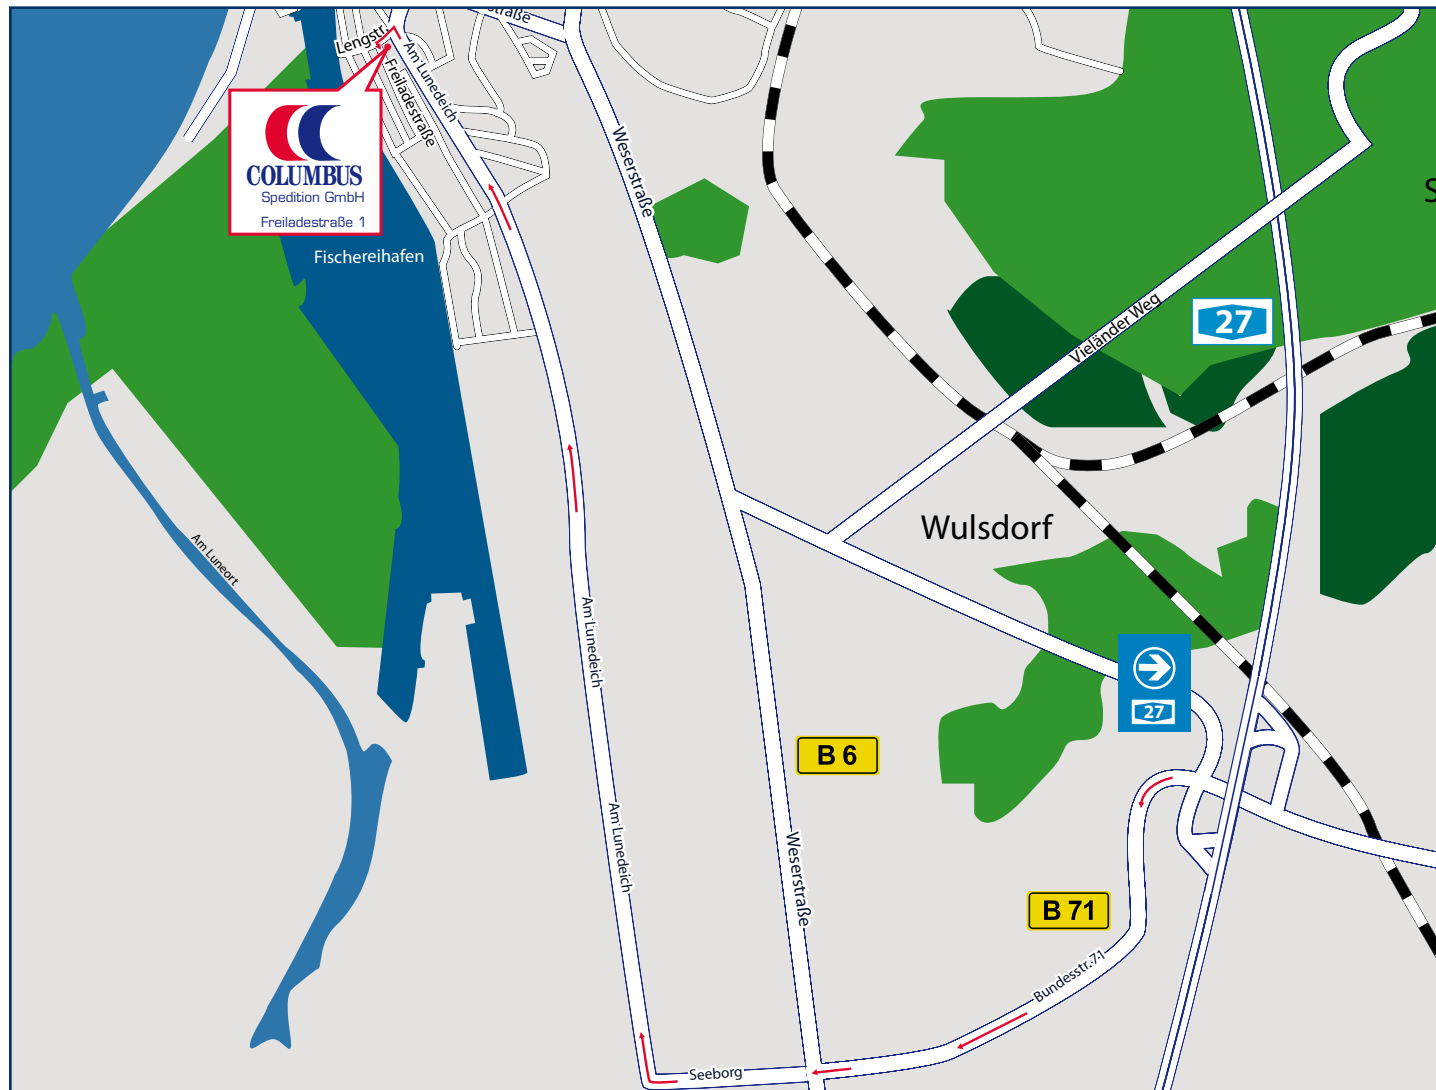 straße
Lengstr.
Am Lunedeich
Freiladestraße
COLUMBUS
Spedition GmbH
Freiladestraße 1
Fischereihafen
Weserstraße
S
27
Vieländer Weg
Wulsdorf
Am Luneort
Am Lunedeich
27
B 6
Am Lunedeich
Weserstraße
B 71
Bundesstr.71
Seeborg